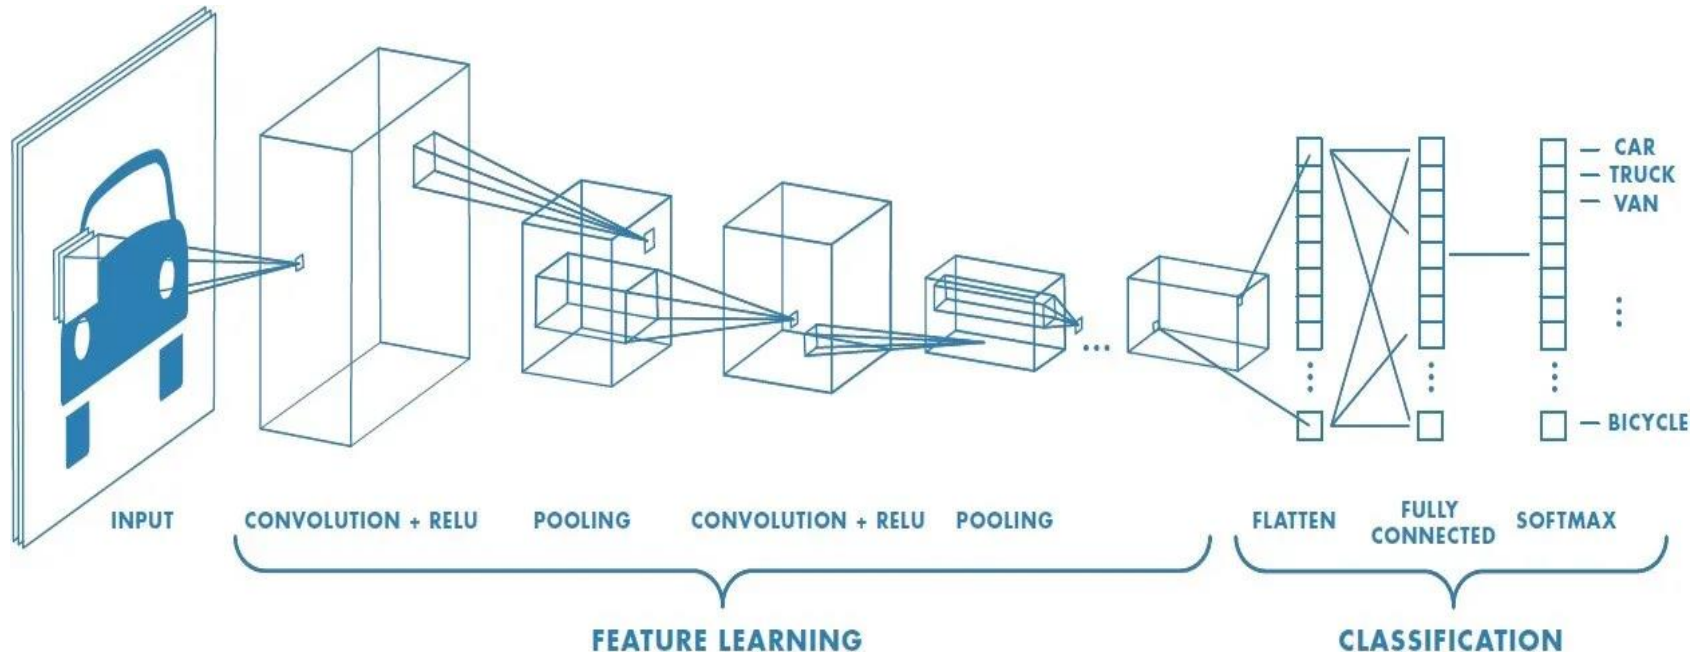 CAR
TRUCK
VAN
BICYCLE
INPUT
CONVOLUTION + RELU
POOLING
CONVOLUTION + RELU
POOLING
FLATTEN
FULLY
CONNECTED
SOFTMAX
FEATURE LEARNING
CLASSIFICATION